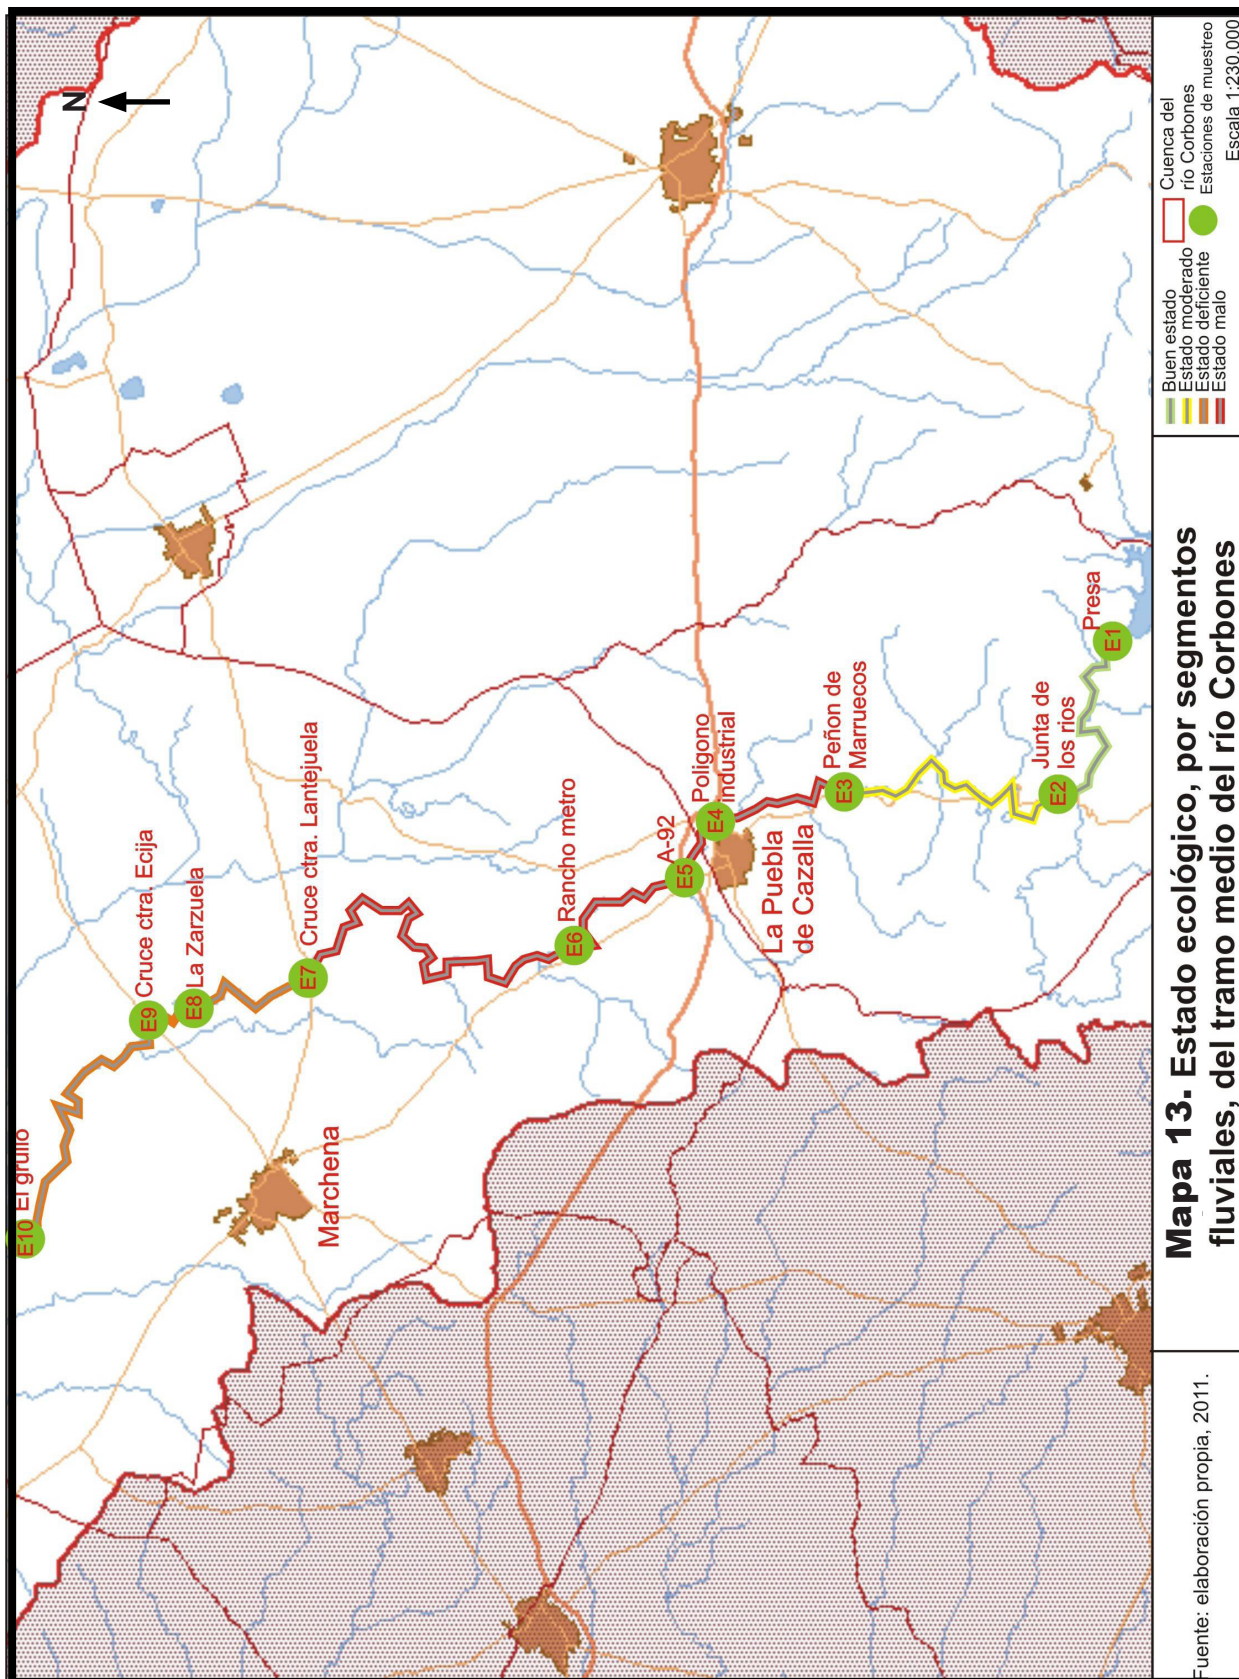 N
E10 El grullo
Cruce ctra. Ecija
E9
La Zarzuela
E8
Cruce ctra. Lantejuela
E7
Marchena
Rancho metro
E6
A-92
E5
Poligono
Industrial
E4
La Puebla
de Cazalla
Peñon de
Marruecos
E3
Junta de
los rios
E2
Presa
E1
Fuente: elaboración propia, 2011.
Mapa 13. Estado ecológico, por segmentos
fluviales, del tramo medio del río Corbones
Buen estado
Estado moderado
Estado deficiente
Estado malo
Cuenca del
río Corbones
Estaciones de muestreo
Escala 1:230.000